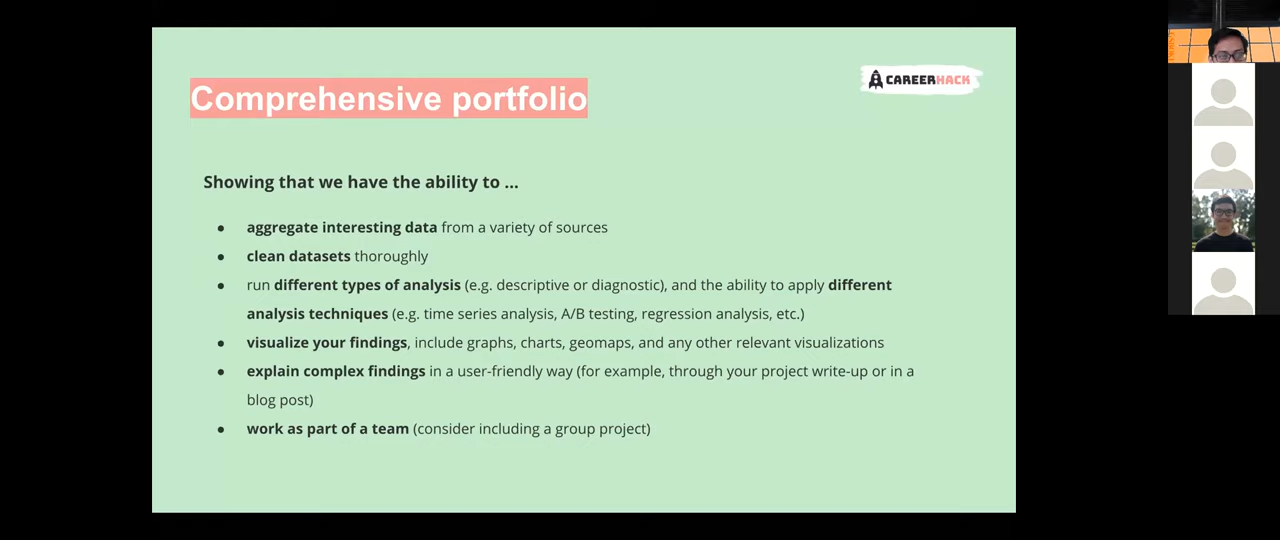 Comprehensive portfolio
CAREERHACK
Showing that we have the ability to ...
● aggregate interesting data from a variety of sources
● clean datasets thoroughly
● run different types of analysis (e.g. descriptive or diagnostic), and the ability to apply different
analysis techniques (e.g. time series analysis, A/B testing, regression analysis, etc.)
● visualize your findings, include graphs, charts, geomaps, and any other relevant visualizations
● explain complex findings in a user-friendly way (for example, through your project write-up or in a
blog post)
● work as part of a team (consider including a group project)